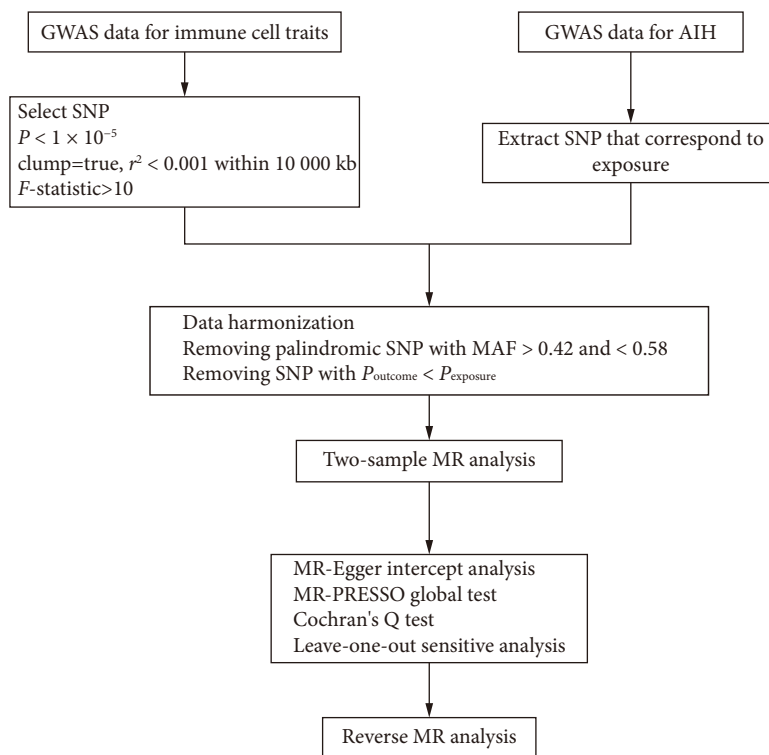 GWAS data for immune cell traits
GWAS data for AIH
Select SNP
P < 1 × 10⁻⁵
clump=true, r² < 0.001 within 10 000 kb
F-statistic>10
Extract SNP that correspond to
exposure
Data harmonization
Removing palindromic SNP with MAF > 0.42 and < 0.58
Removing SNP with Poutcome < Pexposure
Two-sample MR analysis
MR-Egger intercept analysis
MR-PRESSO global test
Cochran's Q test
Leave-one-out sensitive analysis
Reverse MR analysis